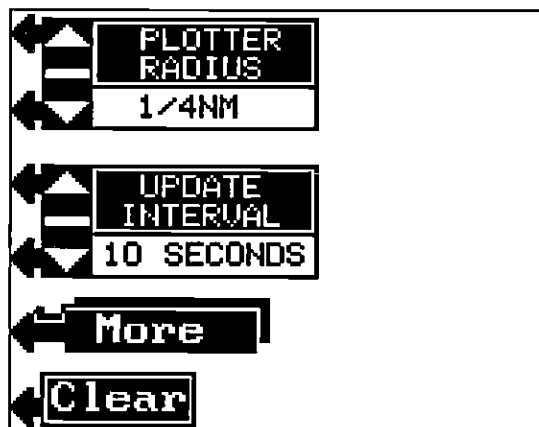 PLOTTER
RADIUS
1/4NM
UPDATE
INTERVAL
10 SECONDS
More
Clear